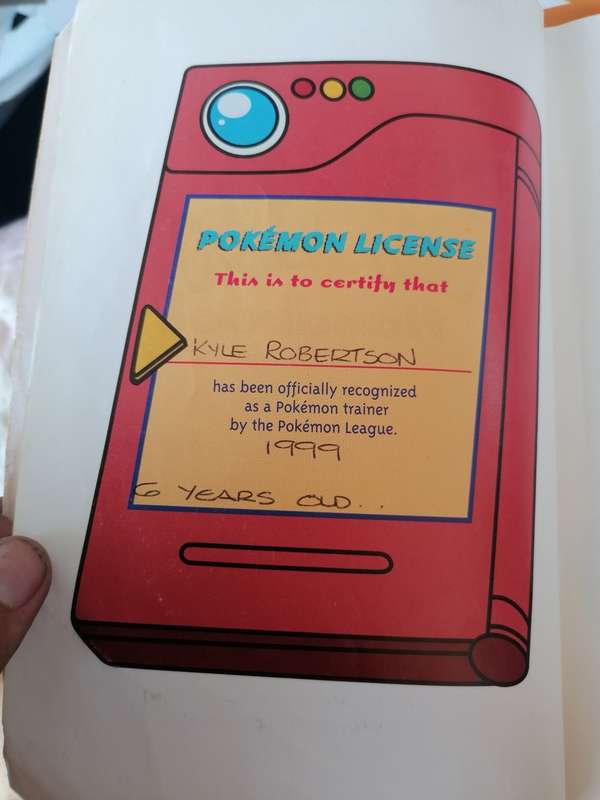 POKÉMON LICENSE
This is to certify that
KYLE ROBERTSON
has been officially recognized
as a Pokémon trainer
by the Pokémon League.
1999
6 YEARS OLD..